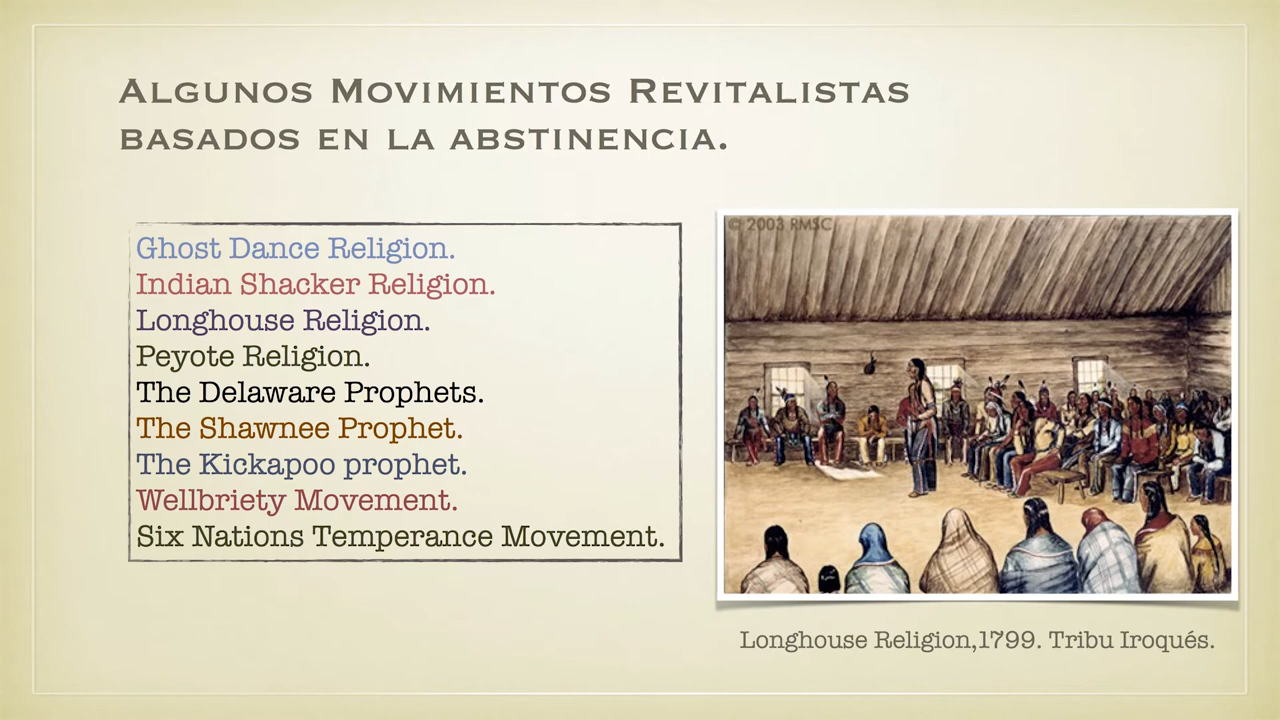 Algunos Movimientos Revitalistas
basados en la abstinencia.
Ghost Dance Religion.
Indian Shacker Religion.
Longhouse Religion.
Peyote Religion.
The Delaware Prophets.
The Shawnee Prophet.
The Kickapoo prophet.
Wellbriety Movement.
Six Nations Temperance Movement.
© 2003 RMSC
Longhouse Religion,1799. Tribu Iroqués.